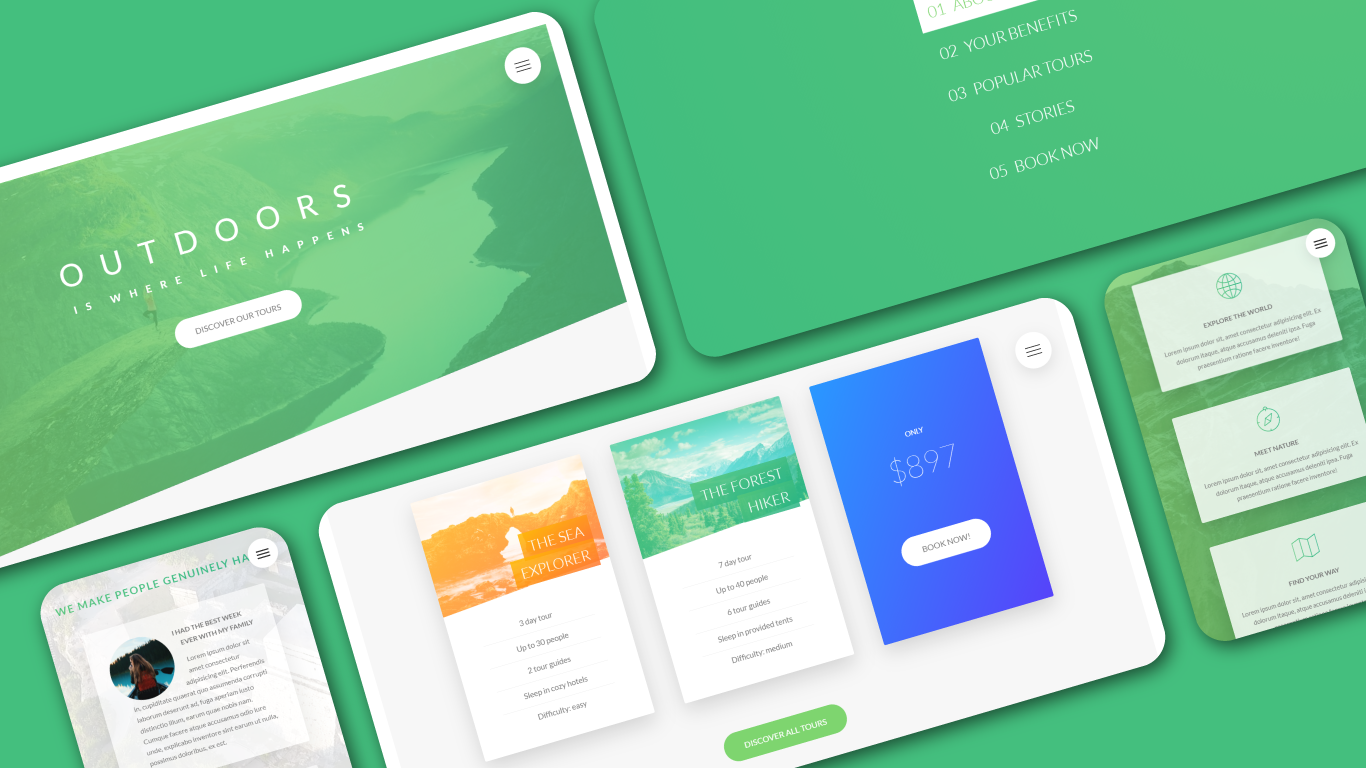 OUTDOORS
IS WHERE LIFE HAPPENS
DISCOVER OUR TOURS
01 ABOU
02 YOUR BENEFITS
03 POPULAR TOURS
04 STORIES
05 BOOK NOW
EXPLORE THE WORLD
Lorem ipsum dolor sit, amet consectetur adipisicing elit. Ex
dolorum itaque, atque accusamus deleniti ipsa. Fuga
praesentium ratione facere inventore!
MEET NATURE
Lorem ipsum dolor sit, amet consectetur adipisicing elit. Ex
dolorum itaque, atque accusamus deleniti ipsa. Fuga
praesentium ratione facere inventore!
FIND YOUR WAY
Lorem ipsum dolor sit, amet consectetur adipisicing
dolorum itaque, atque accusamus deleniti
praesentium ratione facere
THE SEA
EXPLORER
3 day tour
Up to 30 people
2 tour guides
Sleep in cozy hotels
Difficulty: easy
THE FOREST
HIKER
7 day tour
Up to 40 people
6 tour guides
Sleep in provided tents
Difficulty: medium
ONLY
$897
BOOK NOW!
DISCOVER ALL TOURS
WE MAKE PEOPLE GENUINELY HA
I HAD THE BEST WEEK
EVER WITH MY FAMILY
Lorem ipsum dolor sit
amet consectetur
adipisicing elit. Perferendis
in, cupiditate quaerat quo assumenda corrupti
laborum deserunt ad, fuga aperiam iusto
distinctio illum, earum quae nobis nam.
Cumque facere atque accusamus odio iure
unde, explicabo inventore sint earum ut nulla,
possimus doloribus, ex est.